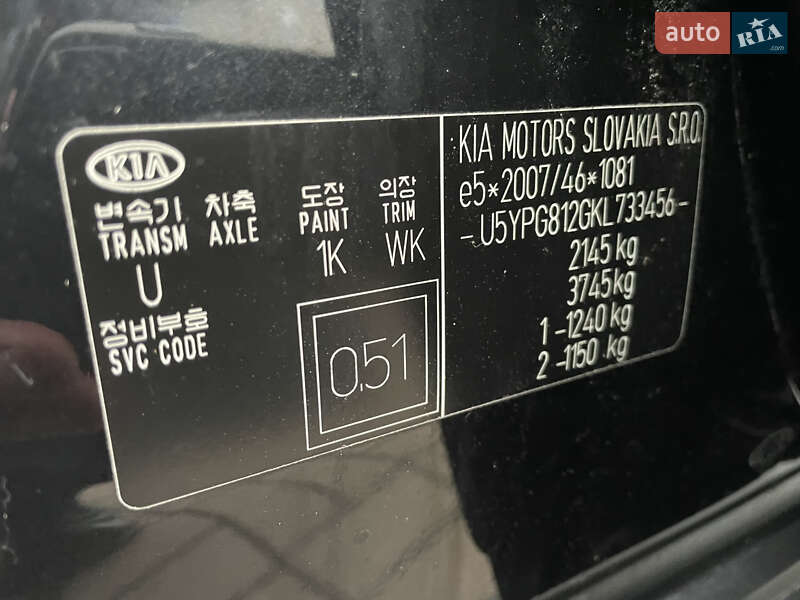 auto RIA .com
KIA
변속기 차축 도장 의장
TRANSM AXLE PAINT TRIM
U 1K WK
정비부호
SVC CODE
0.51
KIA MOTORS SLOVAKIA S.R.O.
e5*2007/46*1081
-U5YPG812GKL733456-
2145 kg
3745kg
1 -1240 kg
2 -1150 kg